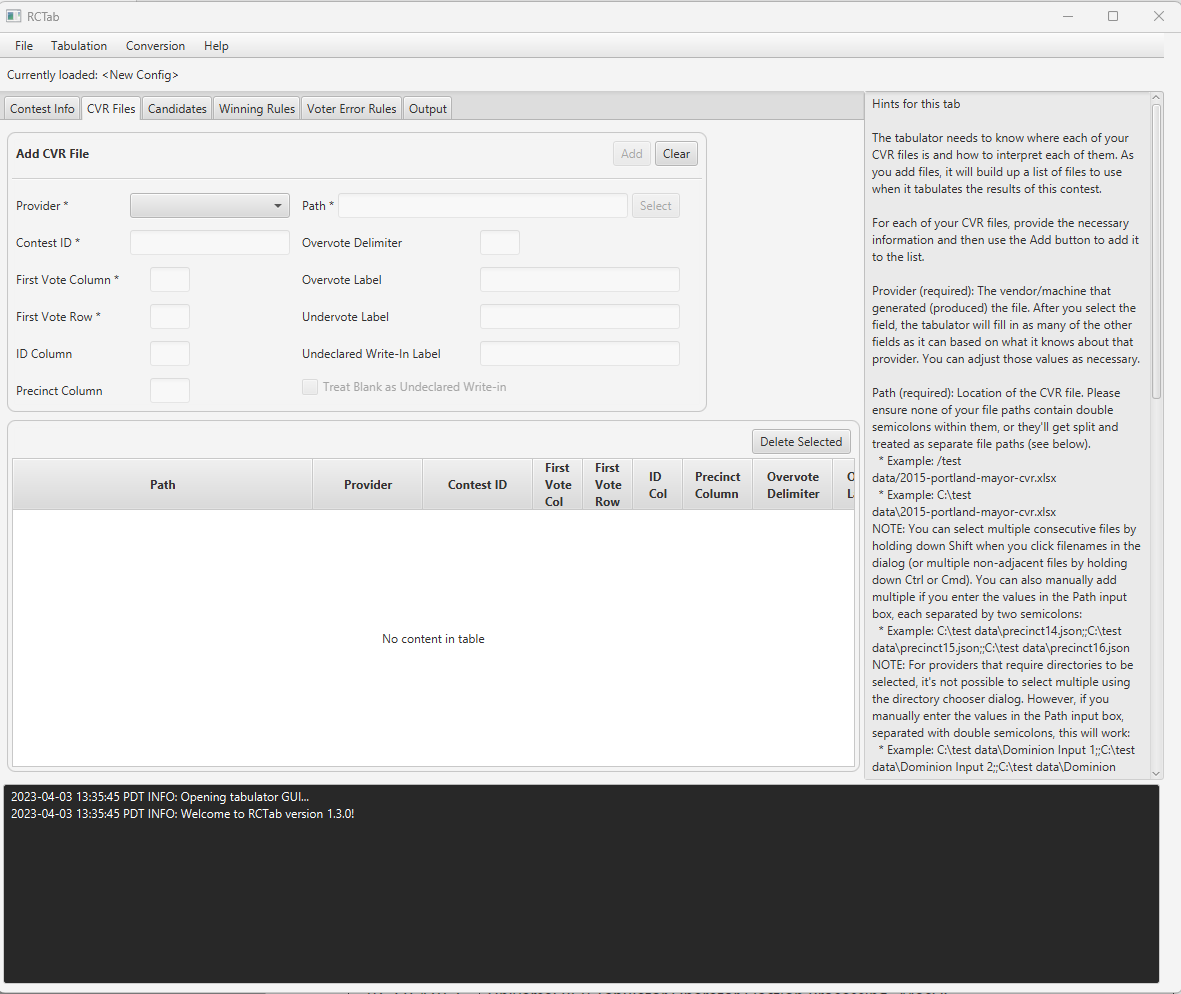 RCTab
File Tabulation Conversion Help
Currently loaded: <New Config>
Contest Info CVR Files Candidates Winning Rules Voter Error Rules Output
Add CVR File Add Clear
Provider * Path * Select
Contest ID * Overvote Delimiter
First Vote Column * Overvote Label
First Vote Row * Undervote Label
ID Column Undeclared Write-In Label
Precinct Column Treat Blank as Undeclared Write-in
Delete Selected
Path Provider Contest ID First Vote Col First Vote Row ID Col Precinct Column Overvote Delimiter
No content in table
Hints for this tab
The tabulator needs to know where each of your
CVR files is and how to interpret each of them. As
you add files, it will build up a list of files to use
when it tabulates the results of this contest.
For each of your CVR files, provide the necessary
information and then use the Add button to add it
to the list.
Provider (required): The vendor/machine that
generated (produced) the file. After you select the
field, the tabulator will fill in as many of the other
fields as it can based on what it knows about that
provider. You can adjust those values as necessary.
Path (required): Location of the CVR file. Please
ensure none of your file paths contain double
semicolons within them, or they'll get split and
treated as separate file paths (see below).
* Example: /test
data/2015-portland-mayor-cvr.xlsx
* Example: C:\test
data\2015-portland-mayor-cvr.xlsx
NOTE: You can select multiple consecutive files by
holding down Shift when you click filenames in the
dialog (or multiple non-adjacent files by holding
down Ctrl or Cmd). You can also manually add
multiple if you enter the values in the Path input
box, each separated by two semicolons:
* Example: C:\test data\precinct14.json;;C:\test
data\precinct15.json;;C:\test data\precinct16.json
NOTE: For providers that require directories to be
selected, it's not possible to select multiple using
the directory chooser dialog. However, if you
manually enter the values in the Path input box,
separated with double semicolons, this will work:
* Example: C:\test data\Dominion Input 1;;C:\test
data\Dominion Input 2;;C:\test data\Dominion
2023-04-03 13:35:45 PDT INFO: Opening tabulator GUI...
2023-04-03 13:35:45 PDT INFO: Welcome to RCTab version 1.3.0!